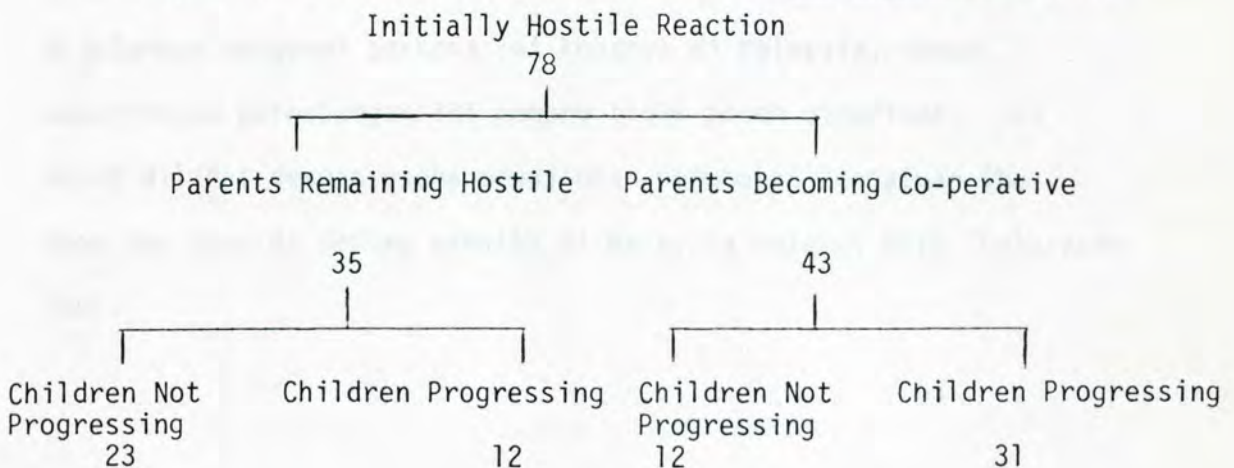 Initially Hostile Reaction
78
Parents Remaining Hostile Parents Becoming Co-perative
35 43
Children Not Children Progressing Children Not Children Progressing
Progressing Progressing
23 12 12 31